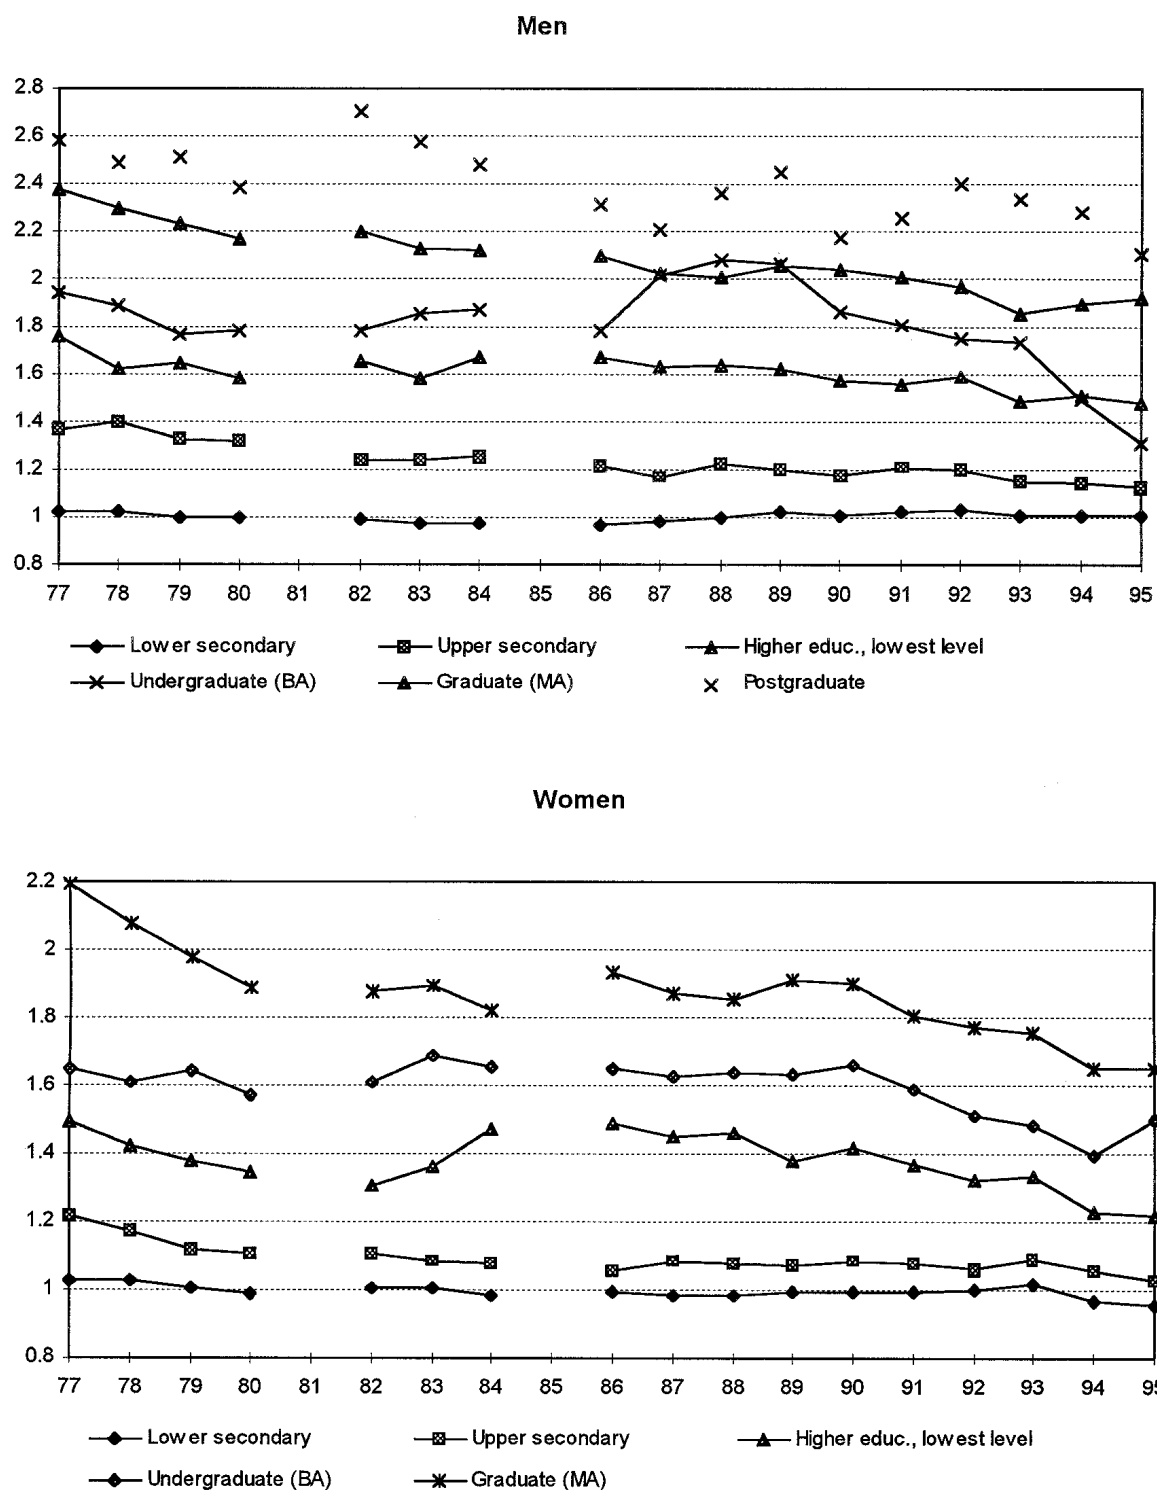 Men
2.8
2.6
2.4
2.2
2
1.8
1.6
1.4
1.2
1
0.8
77 78 79 80 81 82 83 84 85 86 87 88 89 90 91 92 93 94 95
Lower secondary Upper secondary Higher educ., lowest level
Undergraduate (BA) Graduate (MA) Postgraduate
Women
2.2
2
1.8
1.6
1.4
1.2
1
0.8
77 78 79 80 81 82 83 84 85 86 87 88 89 90 91 92 93 94 95
Lower secondary Upper secondary Higher educ., lowest level
Undergraduate (BA) Graduate (MA)